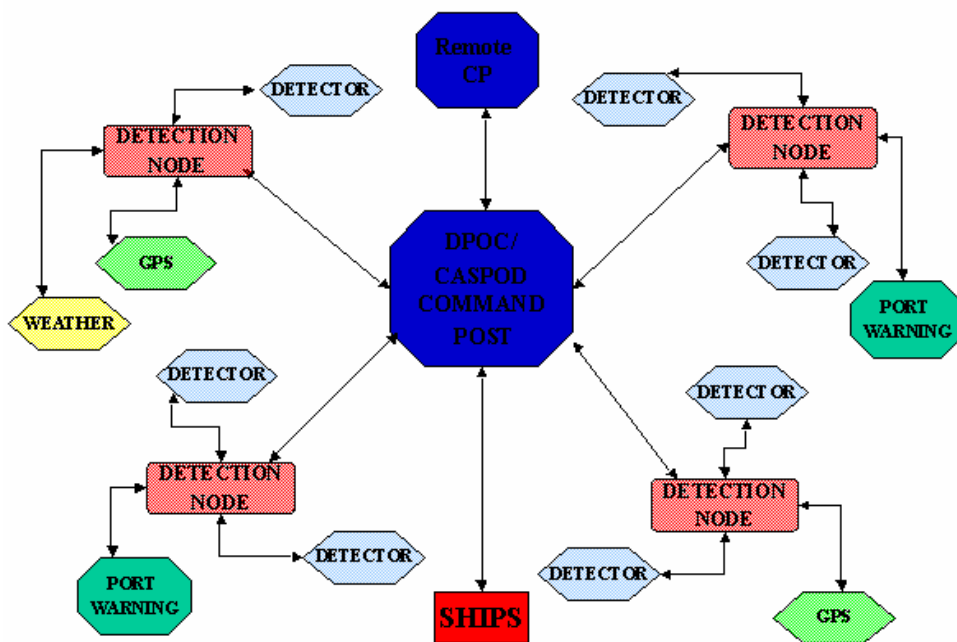 Remote
CP
DETECTOR
DETECTOR
DETECTION
NODE
DETECTION
NODE
DPOC/
CASPOD
COMMAND
POST
GPS
DETECTOR
WEATHER
PORT
WARNING
DETECTOR
DETECTOR
DETECTION
NODE
DETECTION
NODE
DETECTOR
DETECTOR
PORT
WARNING
SHIPS
GPS